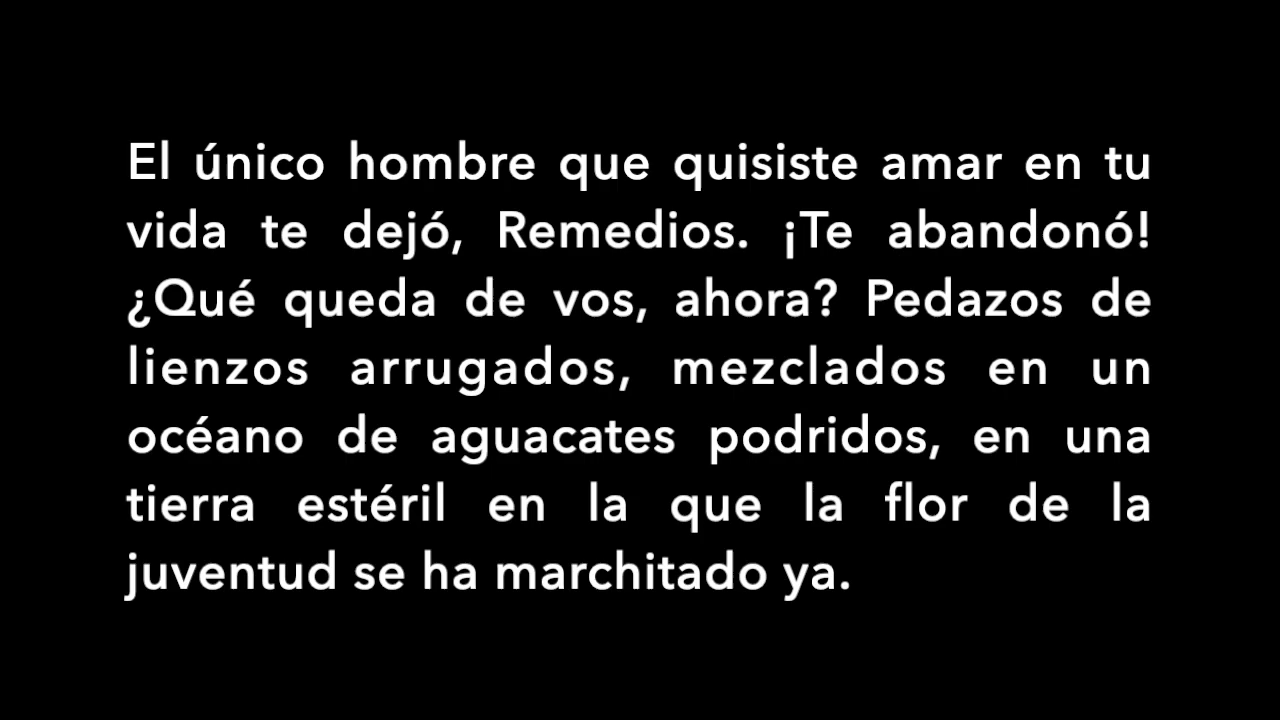 El único hombre que quisiste amar en tu
vida te dejó, Remedios. ¡Te abandonó!
¿Qué queda de vos, ahora? Pedazos de
lienzos arrugados, mezclados en un
océano de aguacates podridos, en una
tierra estéril en la que la flor de la
juventud se ha marchitado ya.